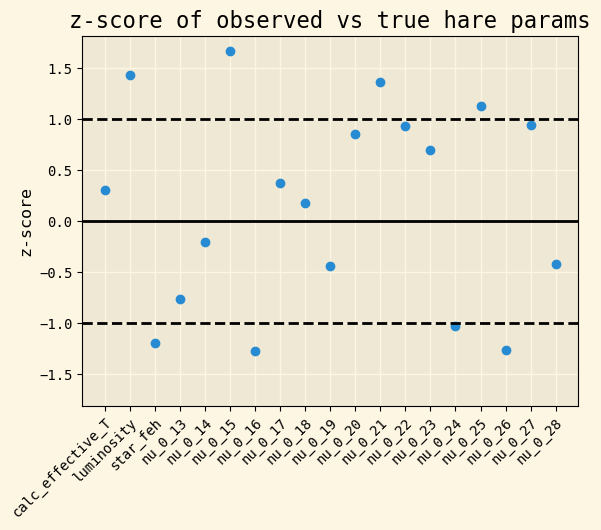 z-score of observed vs true hare params
z-score
1.5
1.0
0.5
0.0
−0.5
−1.0
−1.5
calc_effective_T
luminosity
star_feh
nu_0_13
nu_0_14
nu_0_15
nu_0_16
nu_0_17
nu_0_18
nu_0_19
nu_0_20
nu_0_21
nu_0_22
nu_0_23
nu_0_24
nu_0_25
nu_0_26
nu_0_27
nu_0_28